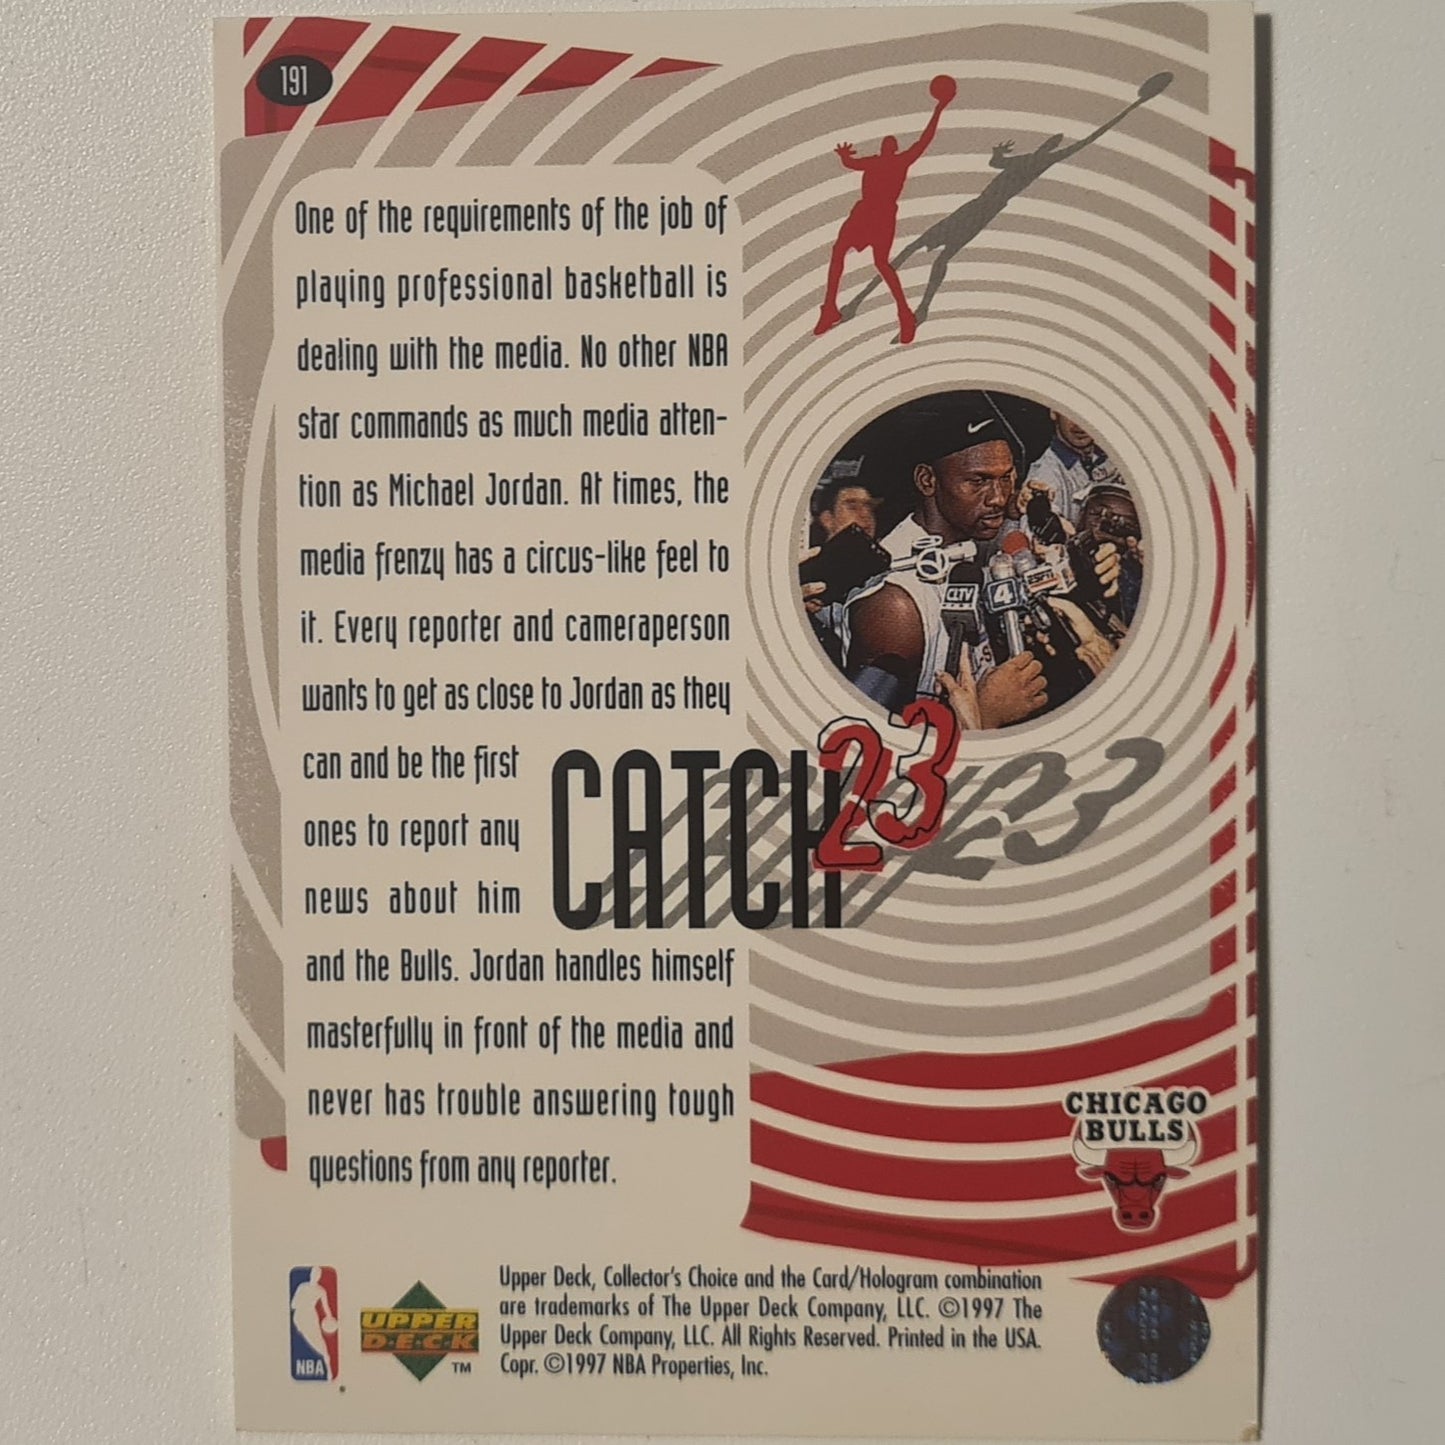 191
One of the requirements of the job of
playing professional basketball is
dealing with the media. No other NBA
star commands as much media atten-
tion as Michael Jordan. At times, the
media frenzy has a circus-like feel to
it. Every reporter and cameraperson
wants to get as close to Jordan as they
can and be the first
ones to report any
news about him
and the Bulls. Jordan handles himself
masterfully in front of the media and
never has trouble answering tough
questions from any reporter.
CLTV
4
ESPN
CATCH 23
CHICAGO
BULLS
NBA
UPPER
DECK
TM
Upper Deck, Collector's Choice and the Card/Hologram combination
are trademarks of The Upper Deck Company, LLC. ©1997 The
Upper Deck Company, LLC. All Rights Reserved. Printed in the USA.
Copr. ©1997 NBA Properties, Inc.